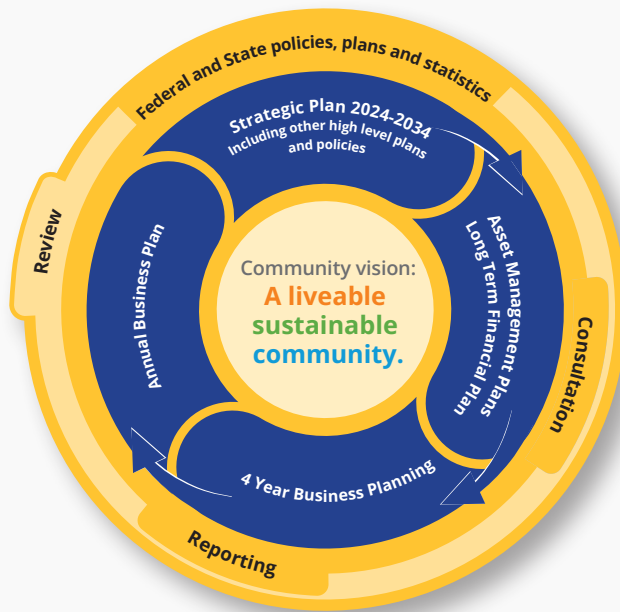 Federal and State policies, plans and statistics
Strategic Plan 2024-2034
Including other high level plans
and policies
Asset Management Plans
Long Term Financial Plan
Consultation
4 Year Business Planning
Reporting
Annual Business Plan
Review
Community vision:
A liveable
sustainable
community.